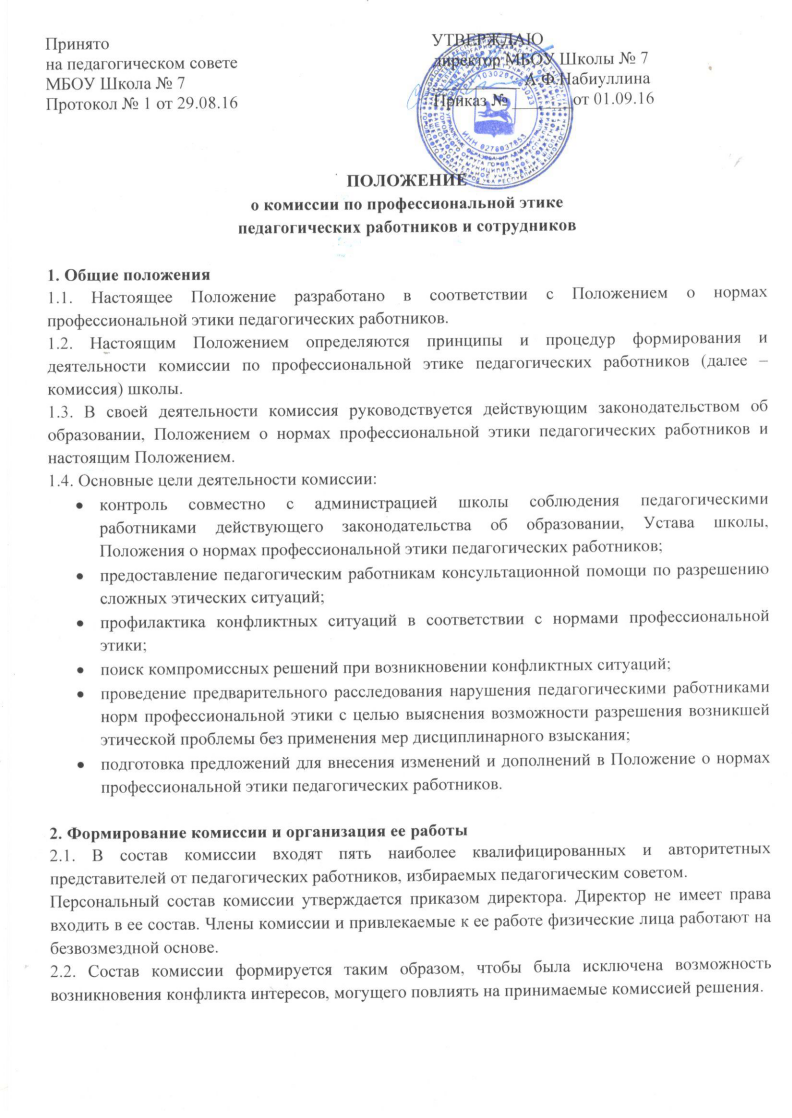 Принято
на педагогическом совете
МБОУ Школа № 7
Протокол № 1 от 29.08.16
УТВЕРЖДАЮ
директор МБОУ Школы № 7
А.Ф.Набиуллина
Приказ № от 01.09.16
ИНН 0276037853
ПОЛОЖЕНИЕ
о комиссии по профессиональной этике
педагогических работников и сотрудников
1. Общие положения
1.1. Настоящее Положение разработано в соответствии с Положением о нормах
профессиональной этики педагогических работников.
1.2. Настоящим Положением определяются принципы и процедур формирования и
деятельности комиссии по профессиональной этике педагогических работников (далее –
комиссия) школы.
1.3. В своей деятельности комиссия руководствуется действующим законодательством об
образовании, Положением о нормах профессиональной этики педагогических работников и
настоящим Положением.
1.4. Основные цели деятельности комиссии:
• контроль совместно с администрацией школы соблюдения педагогическими
работниками действующего законодательства об образовании, Устава школы,
Положения о нормах профессиональной этики педагогических работников;
• предоставление педагогическим работникам консультационной помощи по разрешению
сложных этических ситуаций;
• профилактика конфликтных ситуаций в соответствии с нормами профессиональной
этики;
• поиск компромиссных решений при возникновении конфликтных ситуаций;
• проведение предварительного расследования нарушения педагогическими работниками
норм профессиональной этики с целью выяснения возможности разрешения возникшей
этической проблемы без применения мер дисциплинарного взыскания;
• подготовка предложений для внесения изменений и дополнений в Положение о нормах
профессиональной этики педагогических работников.
2. Формирование комиссии и организация ее работы
2.1. В состав комиссии входят пять наиболее квалифицированных и авторитетных
представителей от педагогических работников, избираемых педагогическим советом.
Персональный состав комиссии утверждается приказом директора. Директор не имеет права
входить в ее состав. Члены комиссии и привлекаемые к ее работе физические лица работают на
безвозмездной основе.
2.2. Состав комиссии формируется таким образом, чтобы была исключена возможность
возникновения конфликта интересов, могущего повлиять на принимаемые комиссией решения.